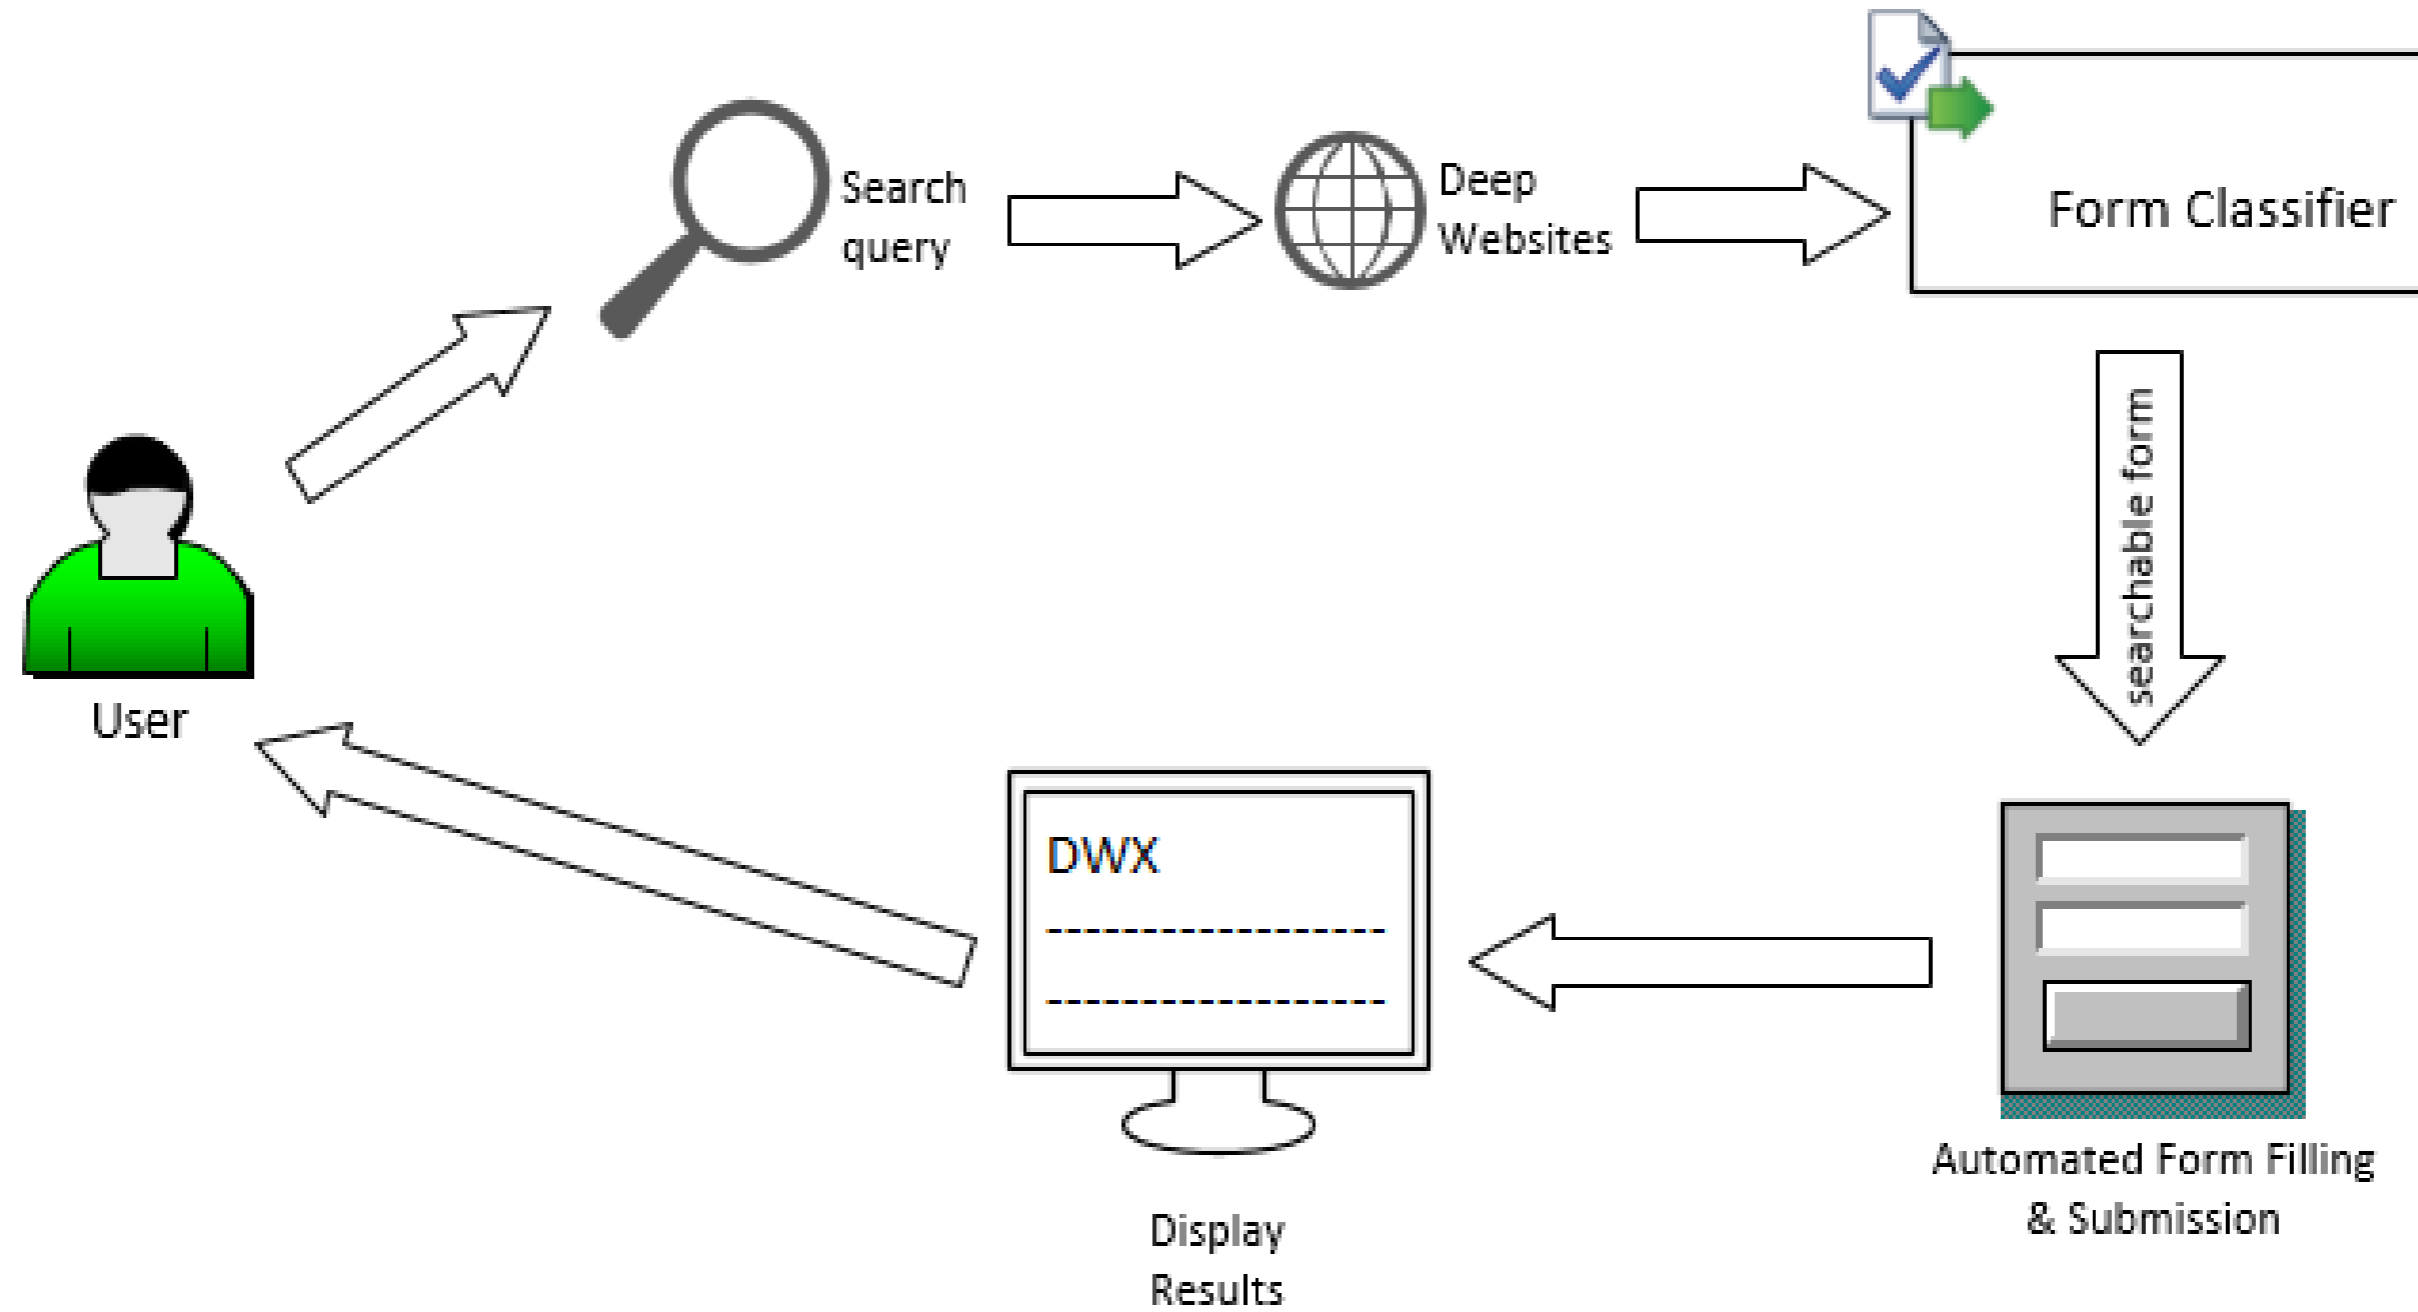 Search
query
Deep
Websites
Form Classifier
searchable form
User
DWX
------------------
------------------
Automated Form Filling
& Submission
Display
Results